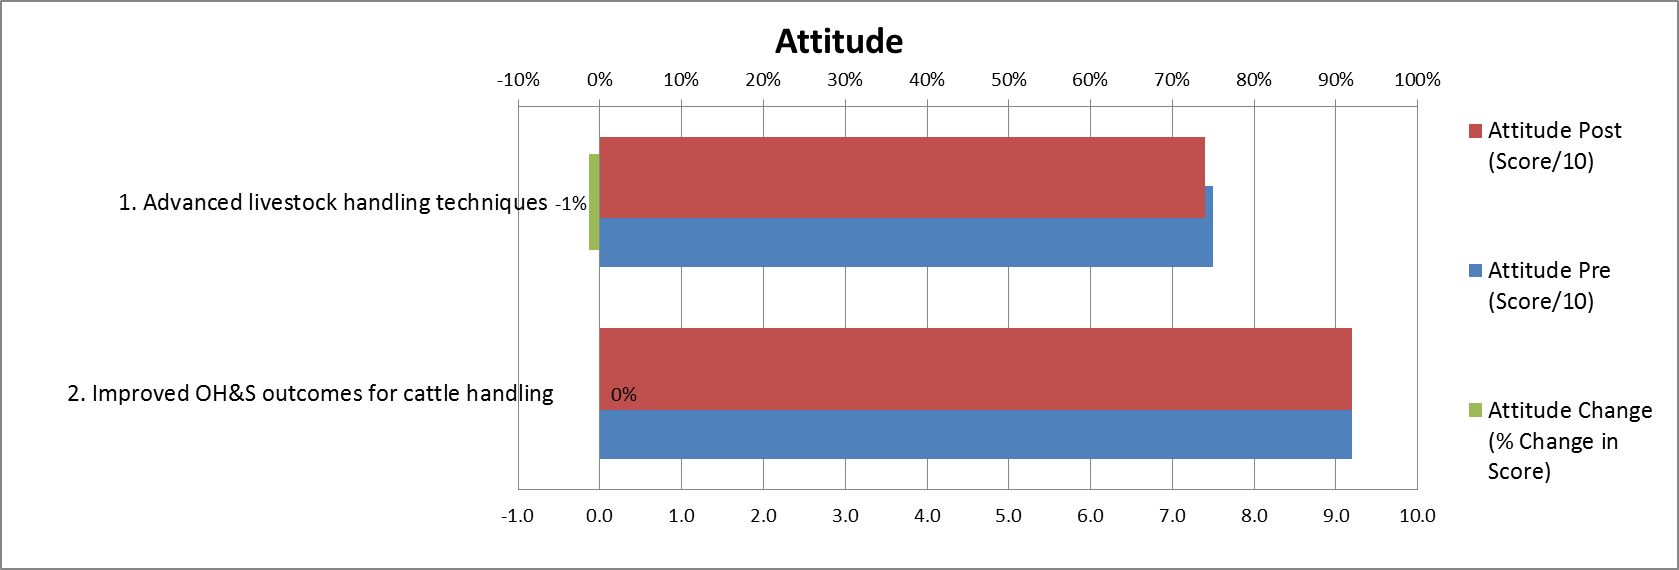 Attitude
-10% 0% 10% 20% 30% 40% 50% 60% 70% 80% 90% 100%
1. Advanced livestock handling techniques -1%
2. Improved OH&S outcomes for cattle handling 0%
-1.0 0.0 1.0 2.0 3.0 4.0 5.0 6.0 7.0 8.0 9.0 10.0
Attitude Post
(Score/10)
Attitude Pre
(Score/10)
Attitude Change
(% Change in
Score)